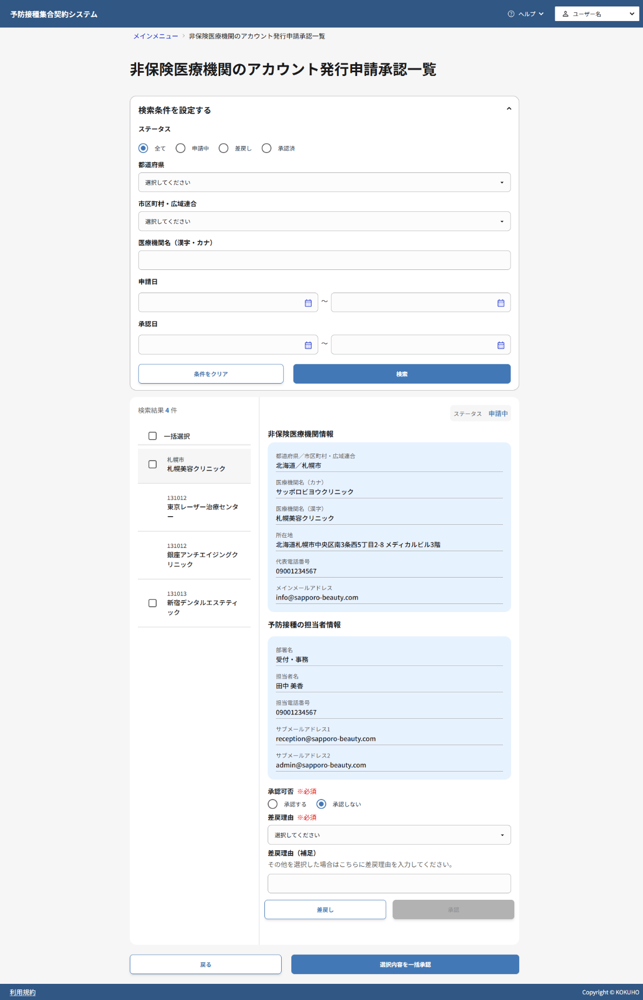 予防接種集合契約システム
ヘルプ
ユーザー名
メインメニュー
非保険医療機関のアカウント発行申請承認一覧
非保険医療機関のアカウント発行申請承認一覧
検索条件を設定する
ステータス
全て 申請中 差戻し 承認済
都道府県
選択してください
市区町村・広域連合
選択してください
医療機関名（漢字・カナ）
申請日
～
承認日
～
条件をクリア
検索
検索結果 4 件
一括選択
札幌市
札幌美容クリニック
131012
東京レーザー治療センタ
ー
131012
銀座アンチエイジングク
リニック
131013
新宿デンタルエステティ
ック
ステータス 申請中
非保険医療機関情報
都道府県／市区町村・広域連合
北海道／札幌市
医療機関名（カナ）
サッポロビヨウクリニック
医療機関名（漢字）
札幌美容クリニック
所在地
北海道札幌市中央区南3条西5丁目2-8 メディカルビル3階
代表電話番号
09001234567
メインメールアドレス
info@sapporo-beauty.com
予防接種の担当者情報
部署名
受付・事務
担当者名
田中 美香
担当電話番号
09001234567
サブメールアドレス1
reception@sapporo-beauty.com
サブメールアドレス2
admin@sapporo-beauty.com
承認可否 ※必須
承認する 承認しない
差戻理由 ※必須
選択してください
差戻理由（補足）
その他を選択した場合はこちらに差戻理由を入力してください。
差戻し
承認
戻る
選択内容を一括承認
利用規約
Copyright © KOKUHO